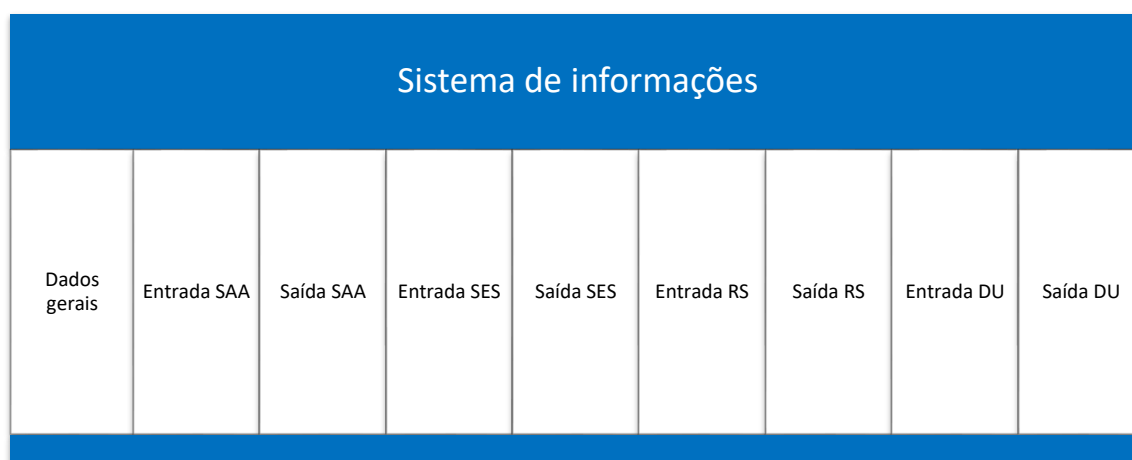 Sistema de informações
Dados
gerais
Entrada SAA
Saída SAA
Entrada SES
Saída SES
Entrada RS
Saída RS
Entrada DU
Saída DU